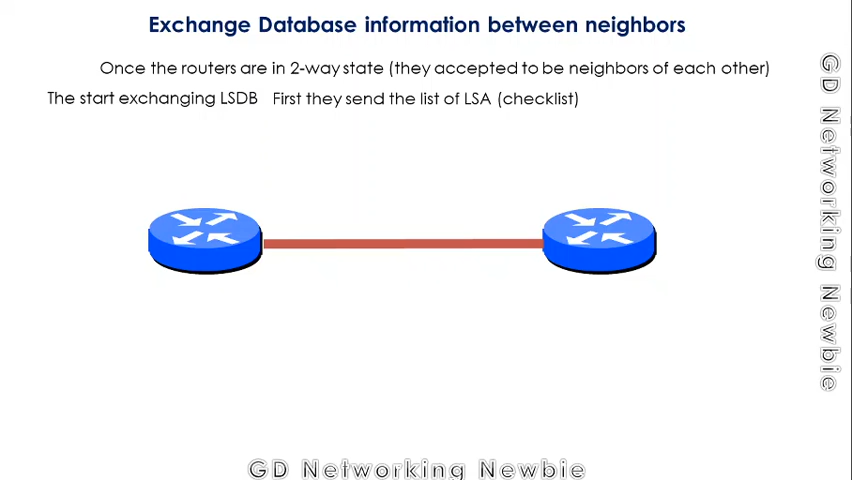 Exchange Database information between neighbors
Once the routers are in 2-way state (they accepted to be neighbors of each other)
The start exchanging LSDB First they send the list of LSA (checklist)
GD Networking Newbie
GD Networking Newbie